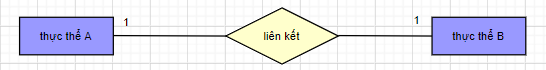 thực thể A
1
liên kết
1
thực thể B